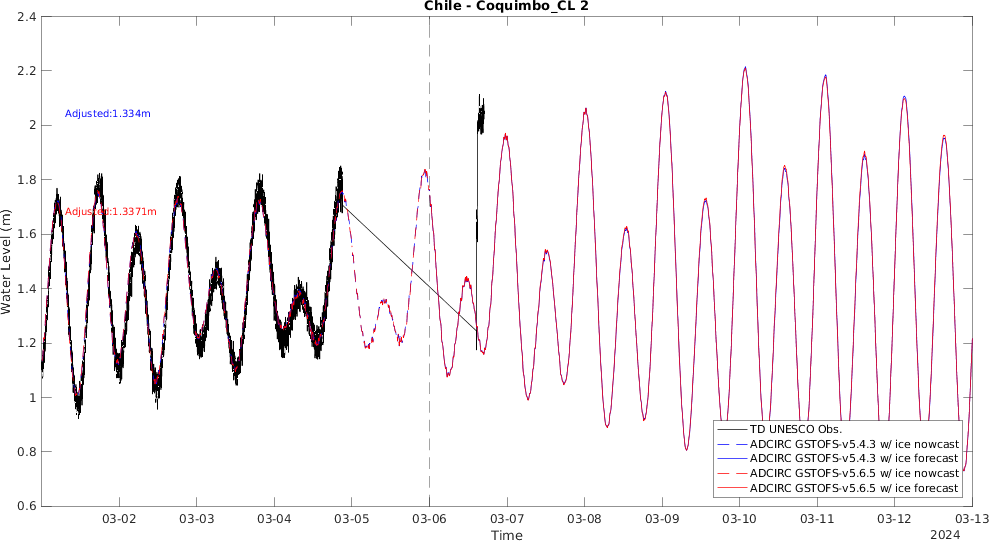 Chile - Coquimbo_CL 2
2.4
2.2
2
1.8
1.6
1.4
1.2
1
0.8
0.6
Water Level (m)
Adjusted:1.334m
Adjusted:1.3371m
TD UNESCO Obs.
ADCIRC GSTOFS-v5.4.3 w/ ice nowcast
ADCIRC GSTOFS-v5.4.3 w/ ice forecast
ADCIRC GSTOFS-v5.6.5 w/ ice nowcast
ADCIRC GSTOFS-v5.6.5 w/ ice forecast
03-02 03-03 03-04 03-05 03-06 03-07 03-08 03-09 03-10 03-11 03-12 03-13
Time 2024